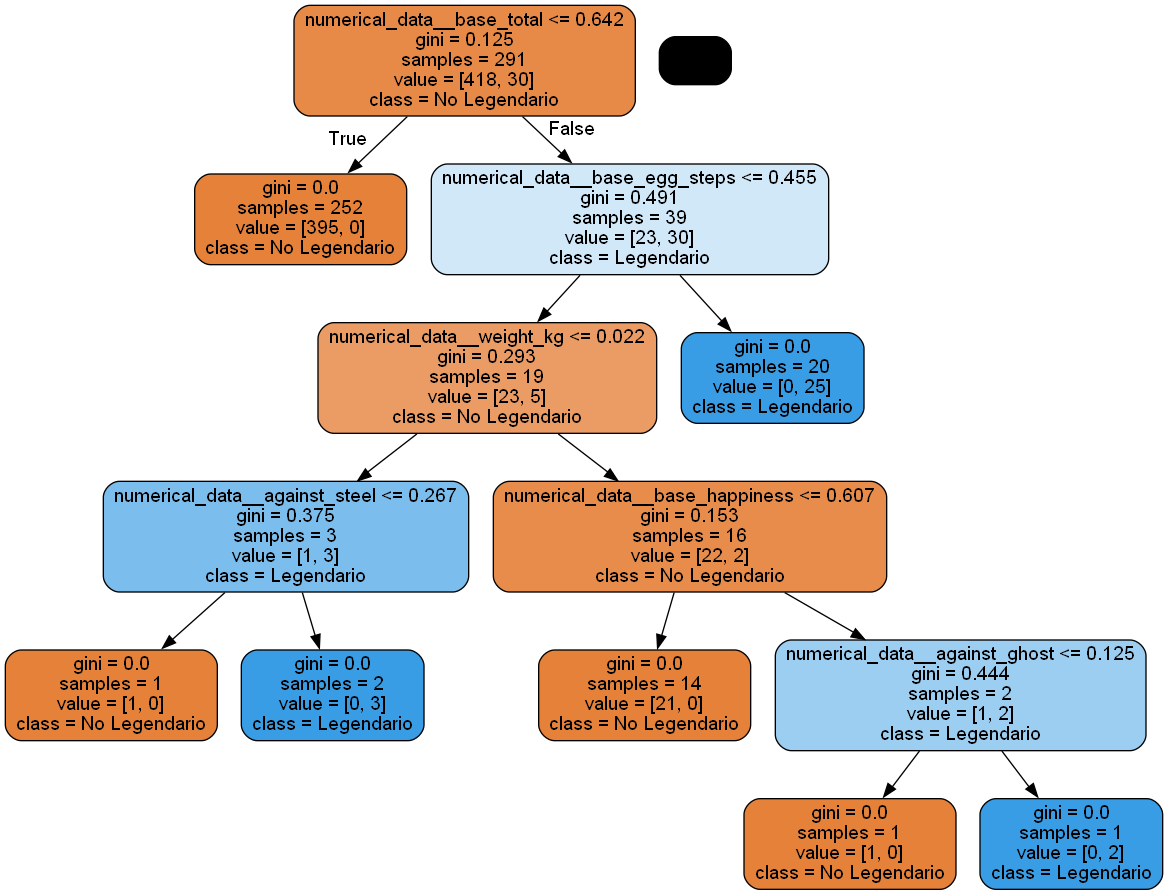 numerical_data__base_total <= 0.642
gini = 0.125
samples = 291
value = [418, 30]
class = No Legendario
True
False
gini = 0.0
samples = 252
value = [395, 0]
class = No Legendario
numerical_data__base_egg_steps <= 0.455
gini = 0.491
samples = 39
value = [23, 30]
class = Legendario
numerical_data__weight_kg <= 0.022
gini = 0.293
samples = 19
value = [23, 5]
class = No Legendario
gini = 0.0
samples = 20
value = [0, 25]
class = Legendario
numerical_data__against_steel <= 0.267
gini = 0.375
samples = 3
value = [1, 3]
class = Legendario
numerical_data__base_happiness <= 0.607
gini = 0.153
samples = 16
value = [22, 2]
class = No Legendario
gini = 0.0
samples = 1
value = [1, 0]
class = No Legendario
gini = 0.0
samples = 2
value = [0, 3]
class = Legendario
gini = 0.0
samples = 14
value = [21, 0]
class = No Legendario
numerical_data__against_ghost <= 0.125
gini = 0.444
samples = 2
value = [1, 2]
class = Legendario
gini = 0.0
samples = 1
value = [1, 0]
class = No Legendario
gini = 0.0
samples = 1
value = [0, 2]
class = Legendario